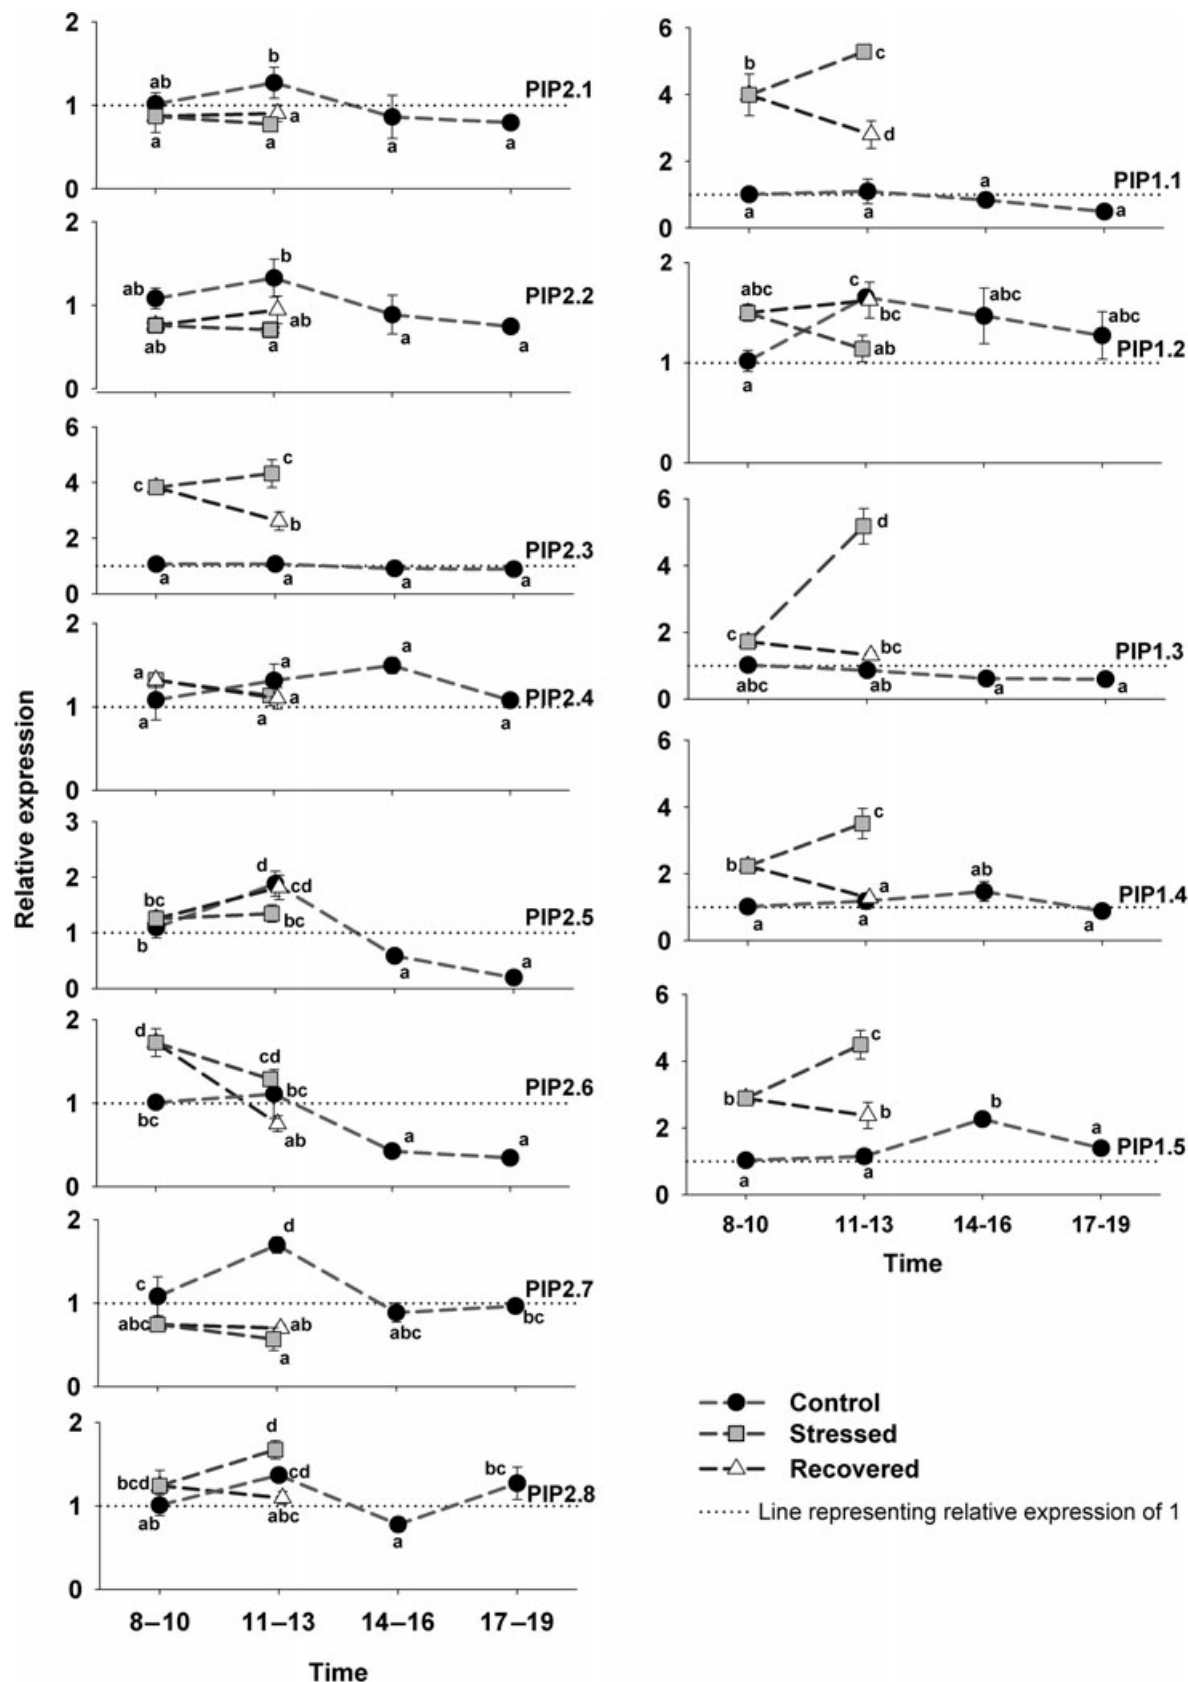 Relative expression
2
1
0
b
ab
a
a
a
a
a
PIP2.1
2
1
0
b
ab
ab
ab
a
a
a
PIP2.2
6
4
2
0
c
c
b
a
a
a
a
PIP2.3
2
1
0
a
a
a
a
a
a
a
PIP2.4
3
2
1
0
d
bc
cd
bc
b
a
a
PIP2.5
2
1
0
d
cd
bc
bc
ab
a
a
PIP2.6
2
1
0
d
c
abc
ab
a
abc
bc
PIP2.7
2
1
0
d
bcd
cd
bc
ab
abc
a
PIP2.8
8–10
11–13
14–16
17–19
Time
6
4
2
0
b
c
d
a
a
a
a
PIP1.1
2
1
0
abc
c
bc
ab
a
abc
abc
PIP1.2
6
4
2
0
d
c
bc
abc
ab
a
a
PIP1.3
6
4
2
0
c
b
a
ab
a
a
a
PIP1.4
6
4
2
0
c
b
b
b
a
a
a
PIP1.5
8-10
11-13
14-16
17-19
Time
Control
Stressed
Recovered
Line representing relative expression of 1